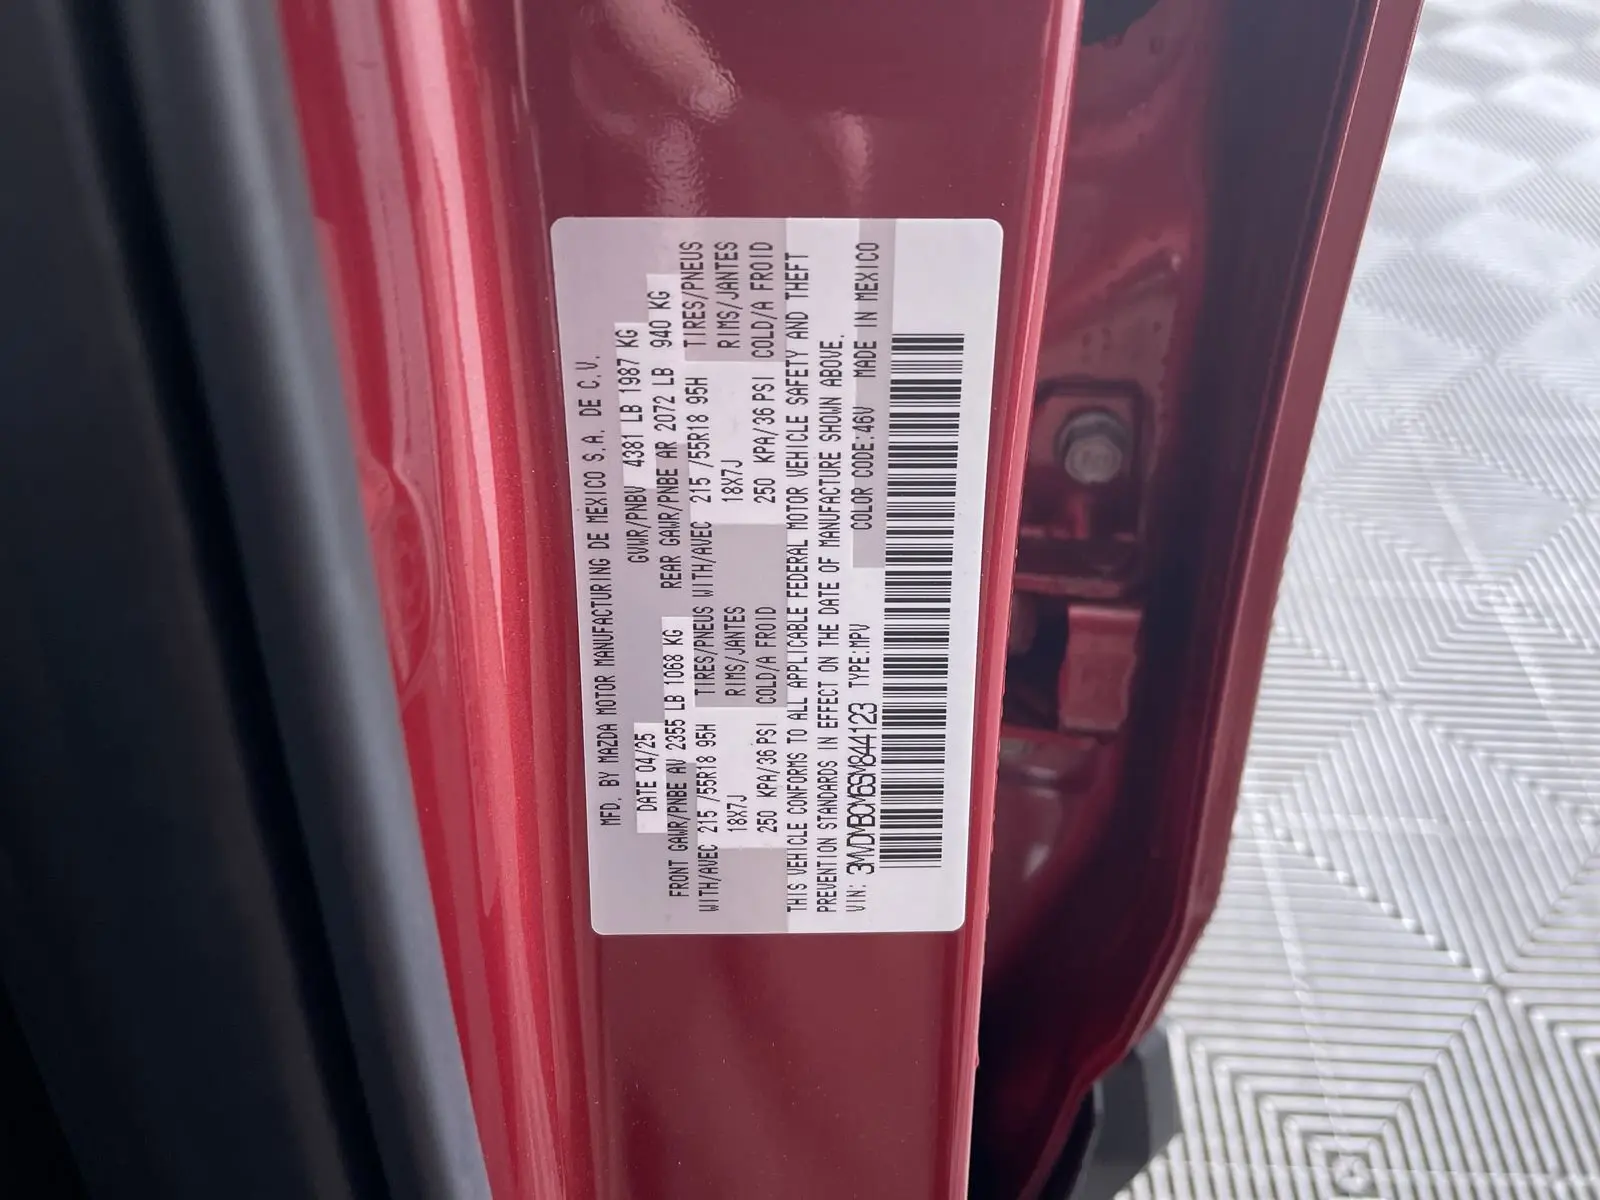 MFD. BY MAZDA MOTOR MANUFACTURING DE MEXICO S.A. DE C.V.
DATE 04/25 GVWR/PNBV 4381 LB 1987 KG
FRONT GAWR/PNBE AV 2355 LB 1068 KG REAR GAWR/PNBE AR 2072 LB 940 KG
WITH/AVEC 215 /55R18 95H TIRES/PNEUS WITH/AVEC 215 /55R18 95H TIRES/PNEUS
18X7J RIMS/JANTES 18X7J RIMS/JANTES
250 KPA/36 PSI COLD/A FROID 250 KPA/36 PSI COLD/A FROID
THIS VEHICLE CONFORMS TO ALL APPLICABLE FEDERAL MOTOR VEHICLE SAFETY AND THEFT
PREVENTION STANDARDS IN EFFECT ON THE DATE OF MANUFACTURE SHOWN ABOVE.
VIN: 3MVDMBCM6SM844123 TYPE:MPV COLOR CODE:46V MADE IN MEXICO